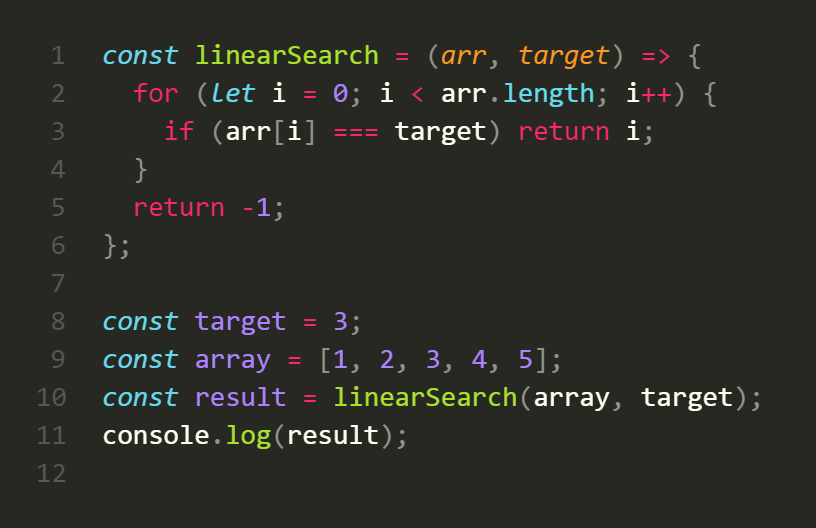 1 const linearSearch = (arr, target) => {
2   for (let i = 0; i < arr.length; i++) {
3     if (arr[i] === target) return i;
4   }
5   return -1;
6 };
7
8 const target = 3;
9 const array = [1, 2, 3, 4, 5];
10 const result = linearSearch(array, target);
11 console.log(result);
12